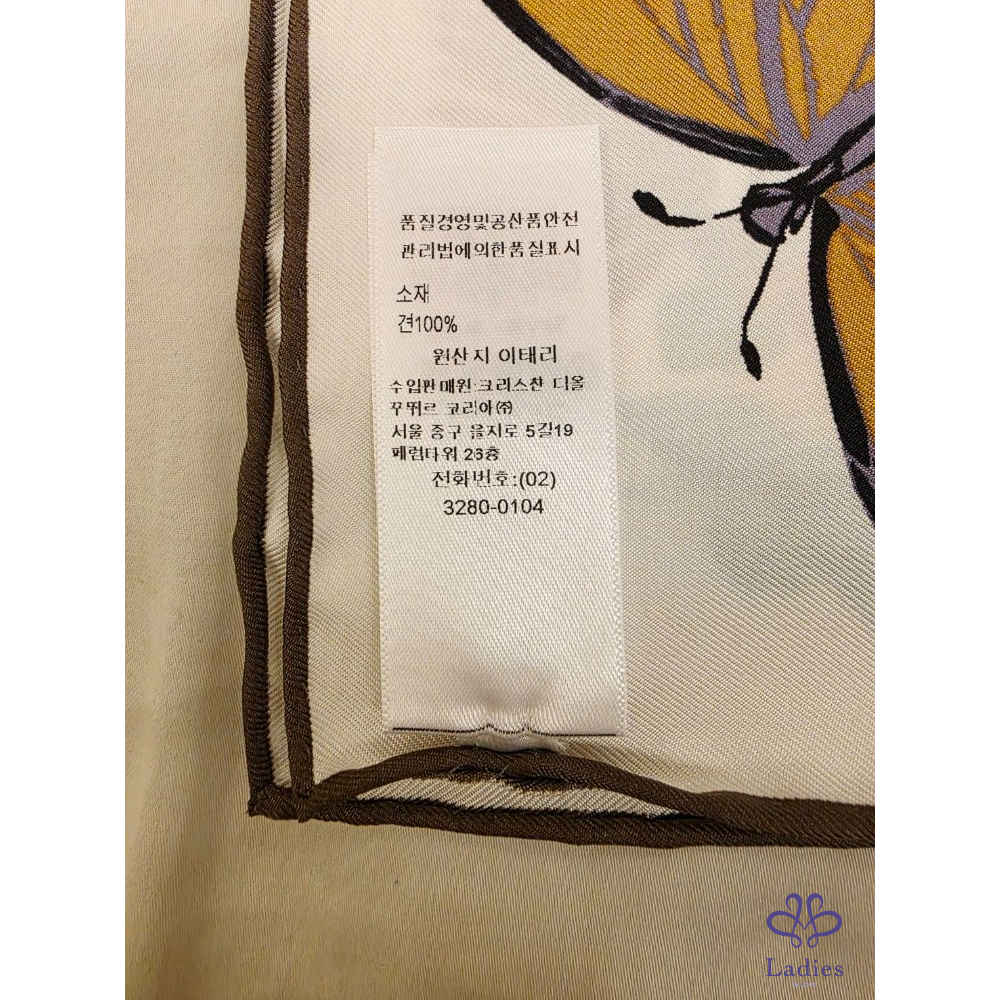 품질경영및공산품안전
관리법에의한품질표시
소재
견100%
원산지 이태리
수입판매원:크리스챤 디올
꾸뛰르 코리아㈜
서울 중구 을지로 5길19
페럼타워 26층
전화번호:(02)
3280-0104
Ladies